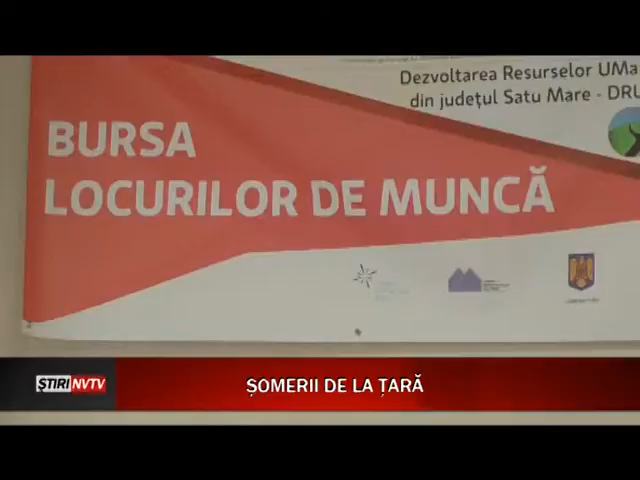 Dezvoltarea Resurselor UMa
din județul Satu Mare - DRU
BURSA
LOCURILOR DE MUNCĂ
ȘTIRI NVTV
ȘOMERII DE LA ȚARĂ